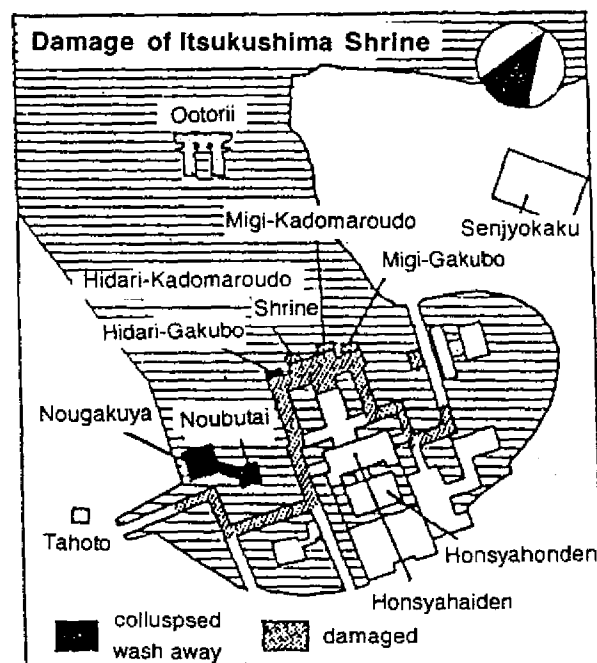 Damage of Itsukushima Shrine
Ootorii
Senjyokaku
Migi-Kadomaroudo
Migi-Gakubo
Hidari-Kadomaroudo
Shrine
Hidari-Gakubo
Nougakuya
Noubutai
Tahoto
Honsyahonden
Honsyahaiden
colluspsed
wash away
damaged